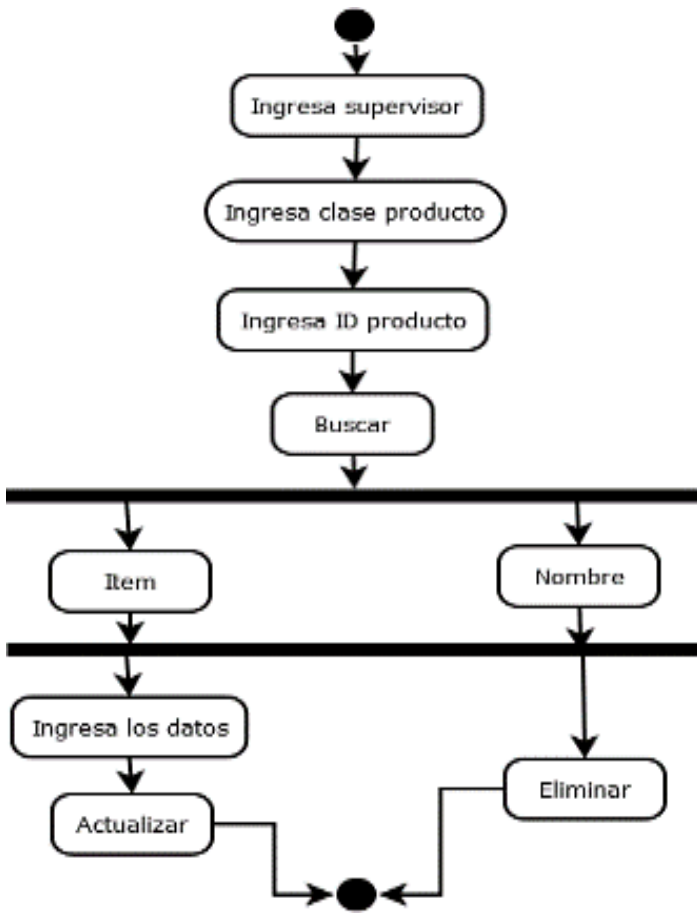 Ingresa supervisor
Ingresa clase producto
Ingresa ID producto
Buscar
Item
Nombre
Ingresa los datos
Eliminar
Actualizar